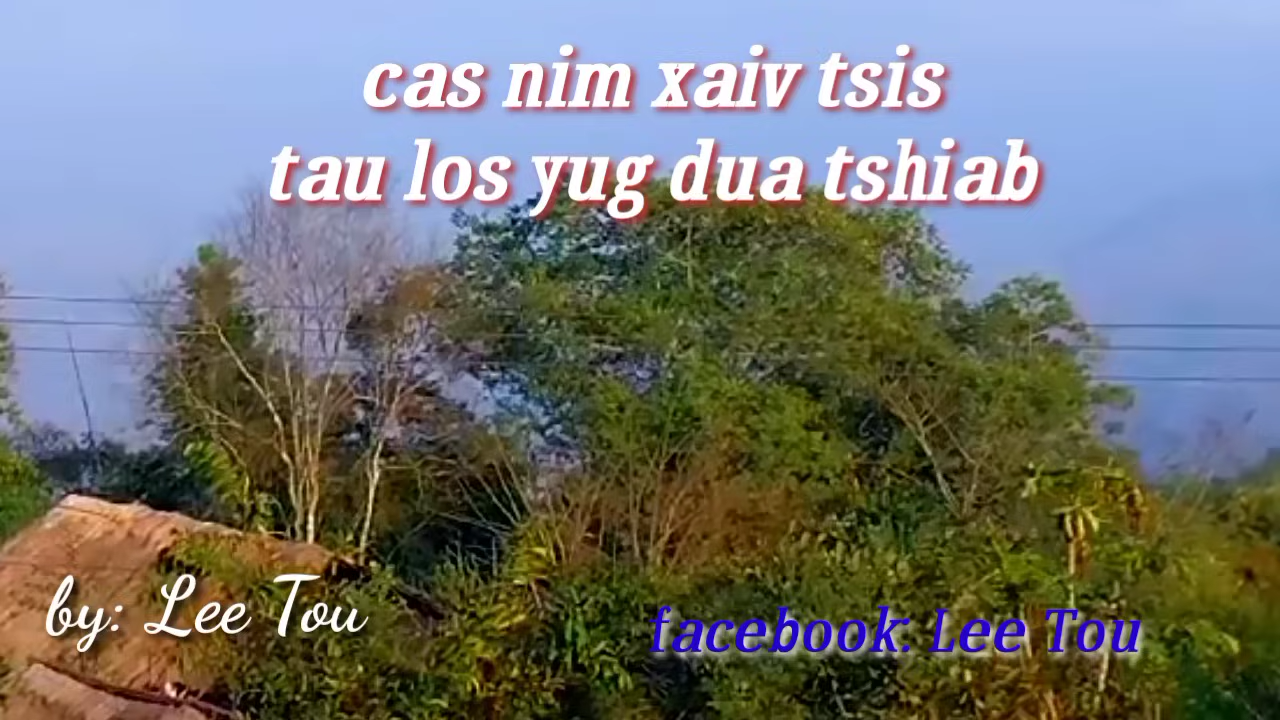 cas nim xaiv tsis
tau los yug dua tshiab
by: Lee Tou
facebook: Lee Tou